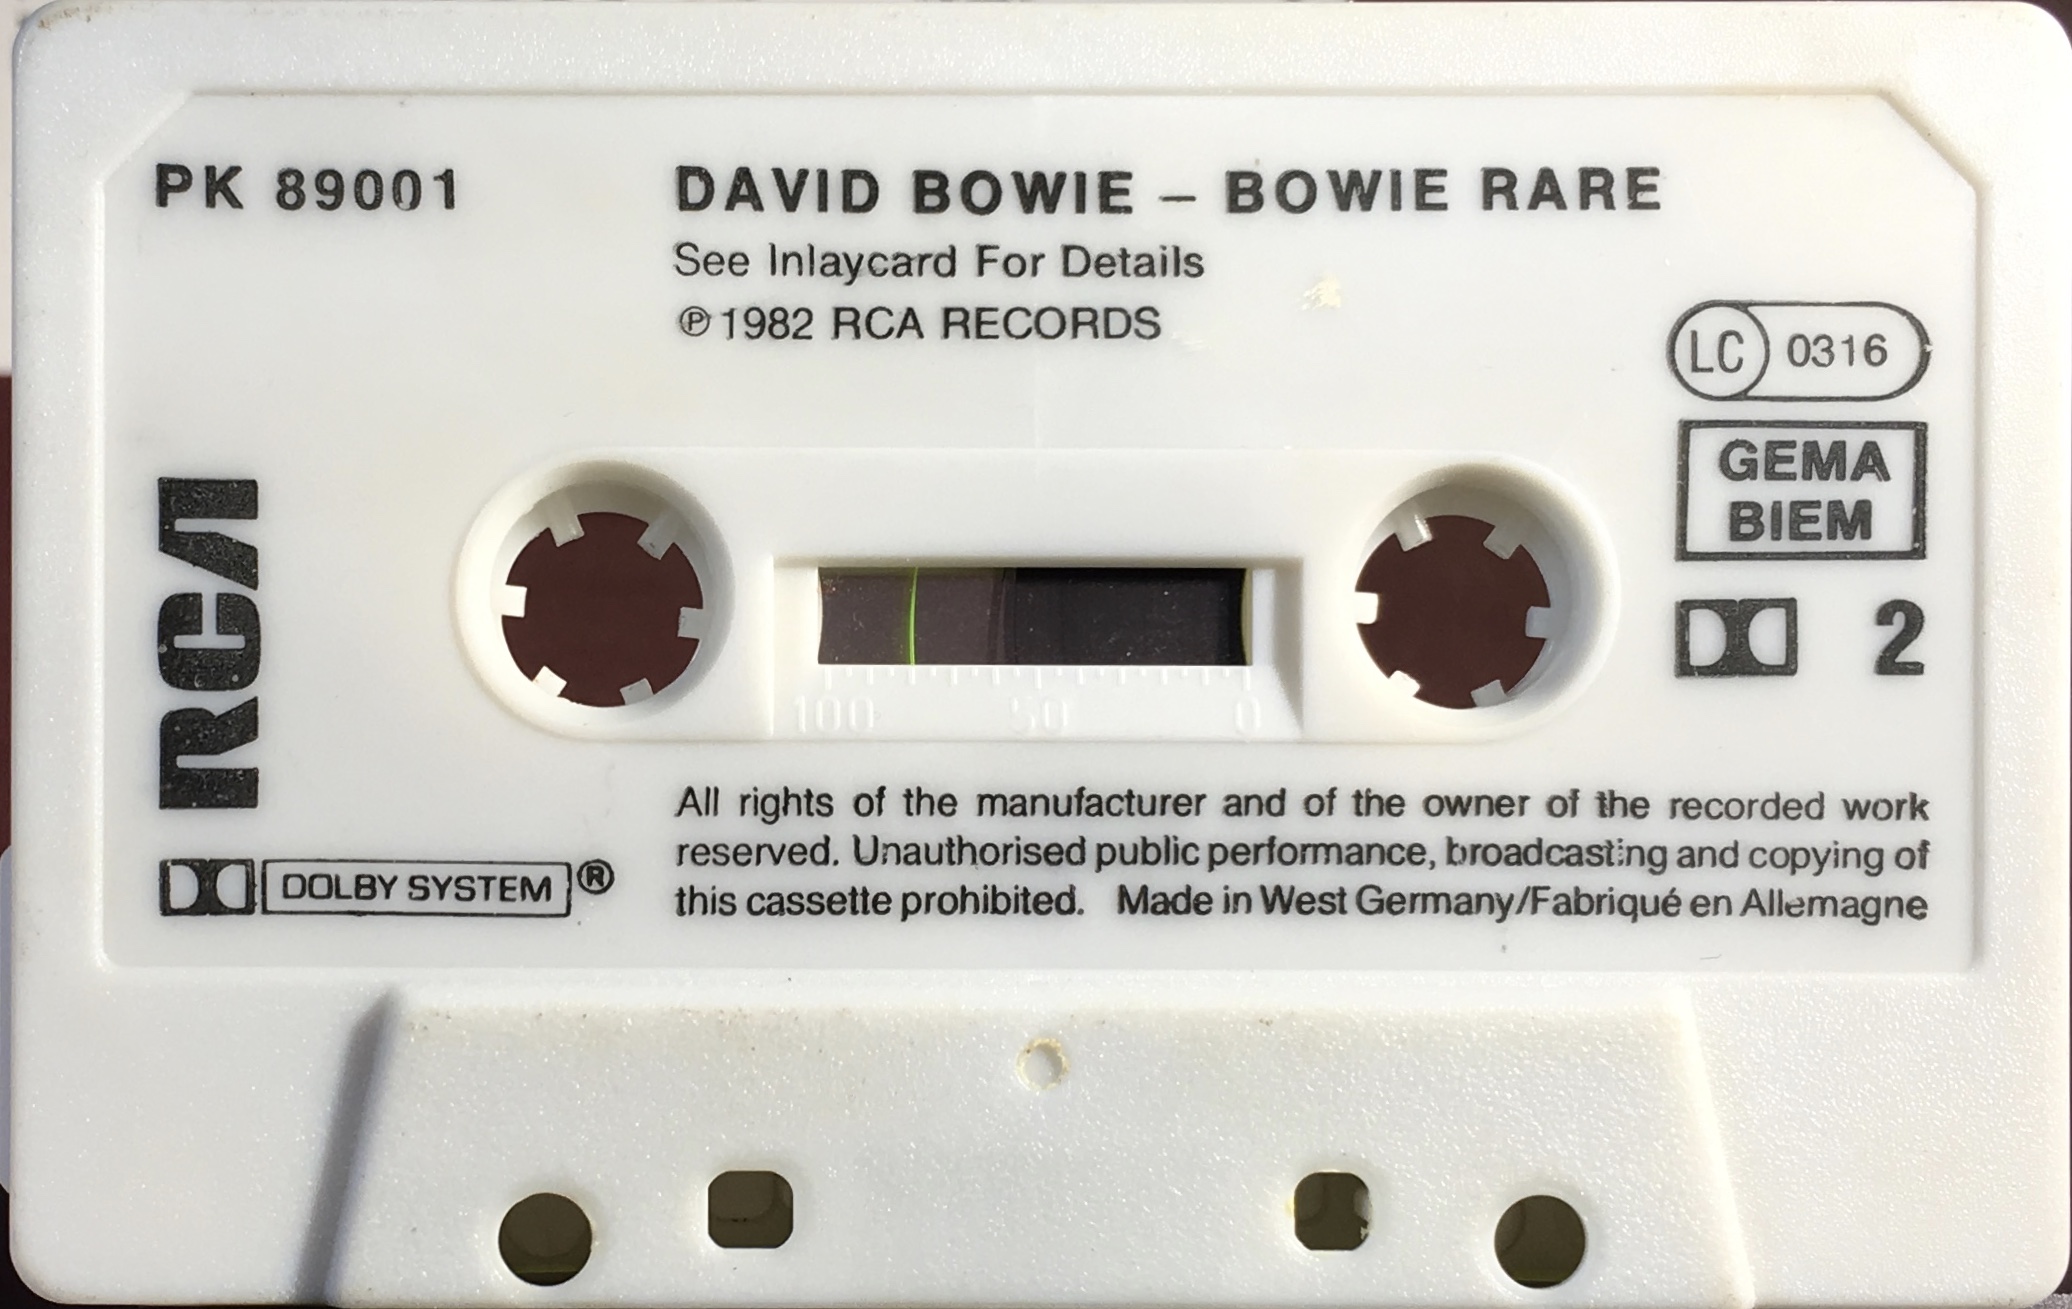 PK 89001
DAVID BOWIE – BOWIE RARE
See Inlaycard For Details
℗ 1982 RCA RECORDS
LC 0316
GEMA
BIEM
2
RCA
100 50 0
All rights of the manufacturer and of the owner of the recorded work
reserved. Unauthorised public performance, broadcasting and copying of
this cassette prohibited. Made in West Germany/Fabriqué en Allemagne
DOLBY SYSTEM ®